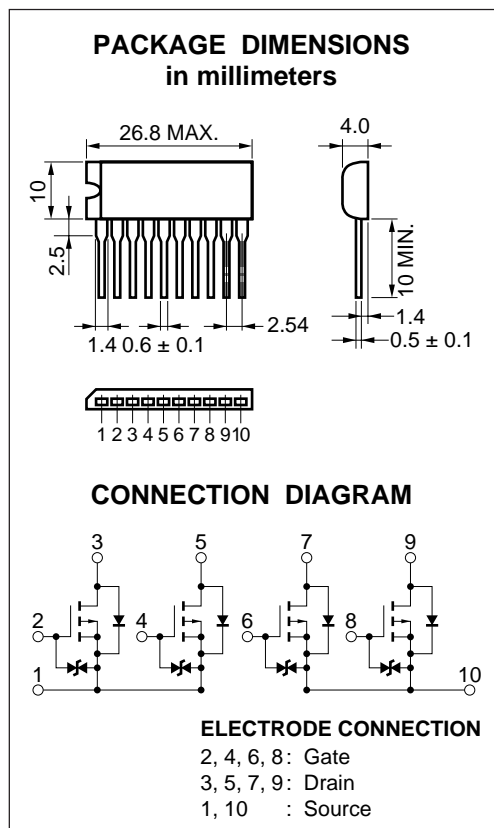 PACKAGE DIMENSIONS
in millimeters
26.8 MAX.
4.0
10
2.5
10 MIN.
2.54
1.4
1.4 0.6 ± 0.1
0.5 ± 0.1
1 2 3 4 5 6 7 8 9 10
CONNECTION DIAGRAM
3 5 7 9
2 4 6 8
1 10
ELECTRODE CONNECTION
2, 4, 6, 8 : Gate
3, 5, 7, 9 : Drain
1, 10 : Source